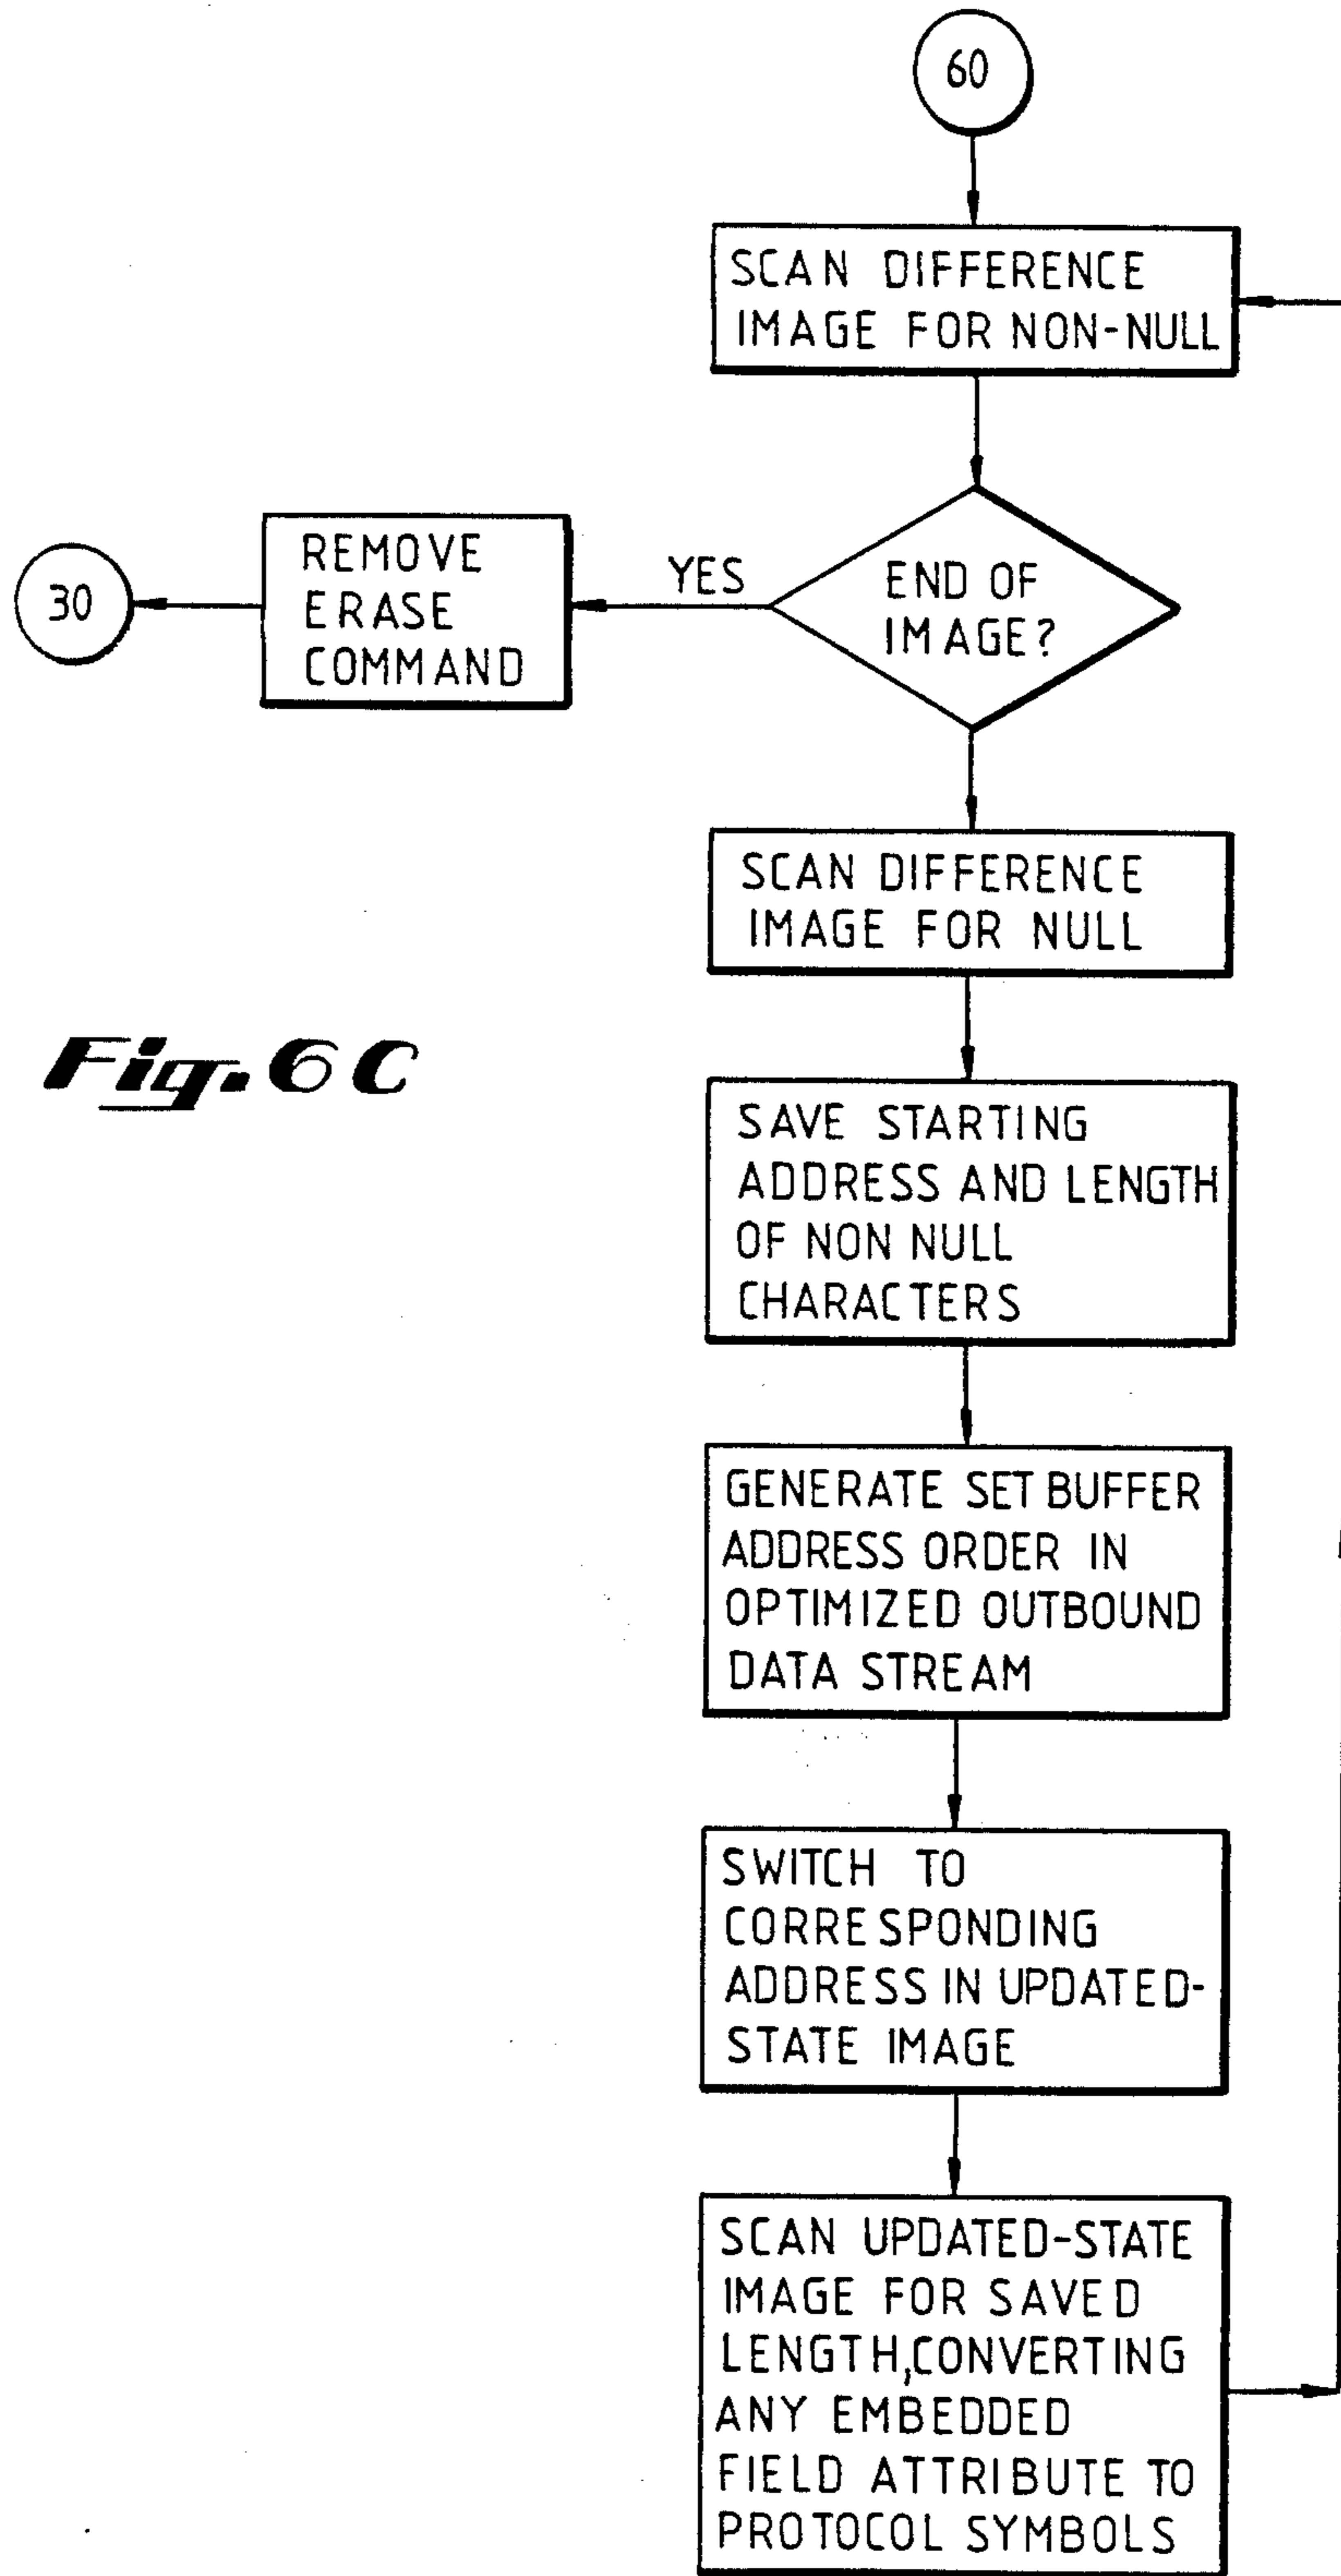 60
SCAN DIFFERENCE
IMAGE FOR NON-NULL
REMOVE
ERASE
COMMAND
30
YES
END OF
IMAGE?
SCAN DIFFERENCE
IMAGE FOR NULL
Fig. 6C
SAVE STARTING
ADDRESS AND LENGTH
OF NON NULL
CHARACTERS
GENERATE SET BUFFER
ADDRESS ORDER IN
OPTIMIZED OUTBOUND
DATA STREAM
SWITCH TO
CORRESPONDING
ADDRESS IN UPDATED-
STATE IMAGE
SCAN UPDATED-STATE
IMAGE FOR SAVED
LENGTH,CONVERTING
ANY EMBEDDED
FIELD ATTRIBUTE TO
PROTOCOL SYMBOLS